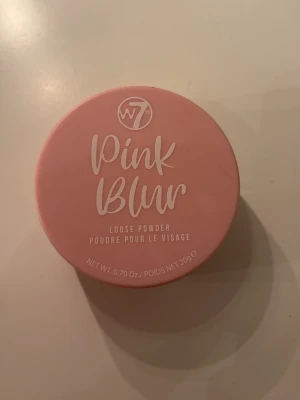 W7
Pink
Blur
LOOSE POWDER
POUDRE POUR LE VISAGE
NET WT. 0.70 Oz / POIDS NET 20g ℮